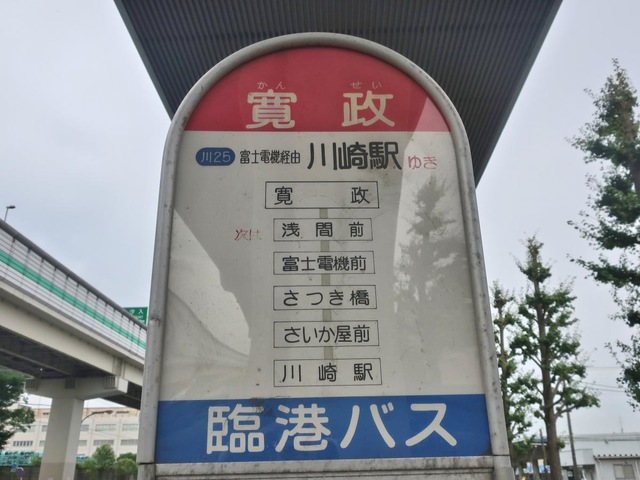 かん せい
寛 政
川25 富士電機経由 川崎駅 ゆき
寛 政
次は 浅間前
富士電機前
さつき橋
さいか屋前
川崎駅
臨港バス